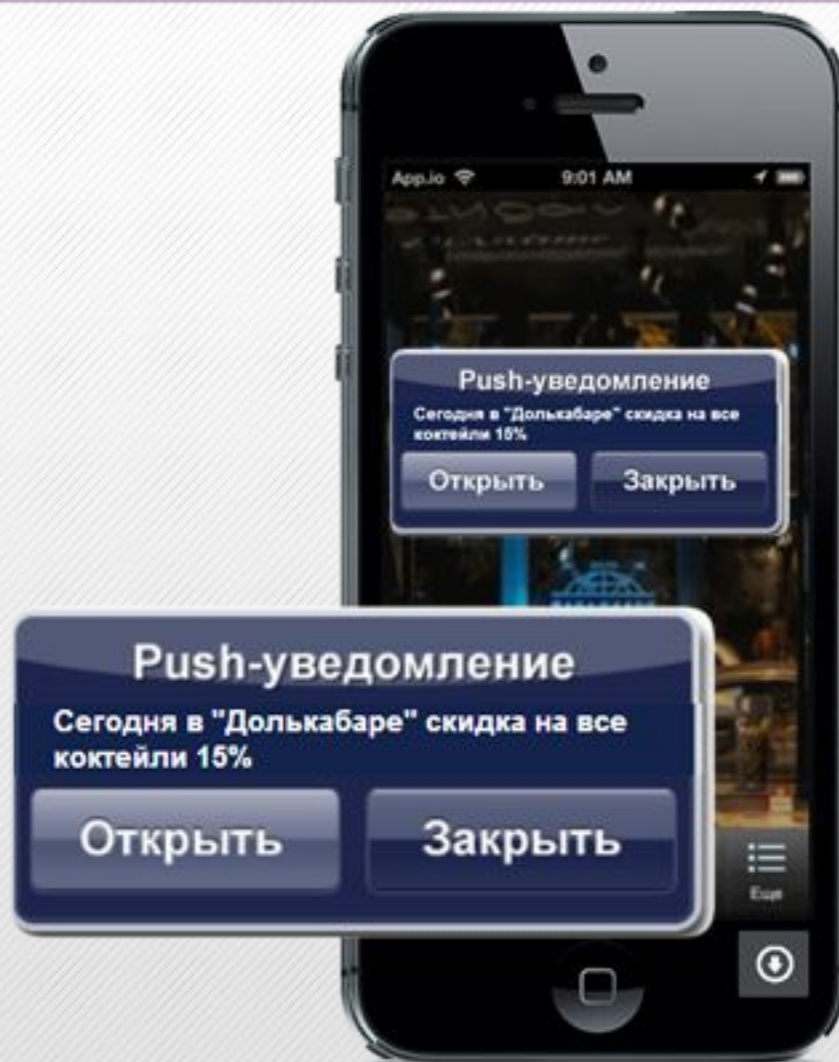 App.io 9:01 AM
Push-уведомление
Сегодня в "Долькабаре" скидка на все
коктейли 15%
Открыть Закрыть
Push-уведомление
Сегодня в "Долькабаре" скидка на все
коктейли 15%
Открыть Закрыть
Еще